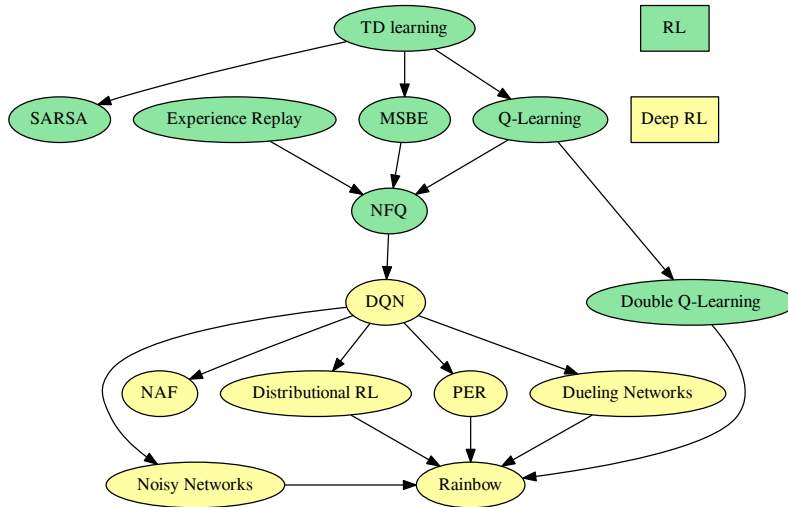 TD learning
RL
SARSA
Experience Replay
MSBE
Q-Learning
Deep RL
NFQ
DQN
Double Q-Learning
NAF
Distributional RL
PER
Dueling Networks
Noisy Networks
Rainbow